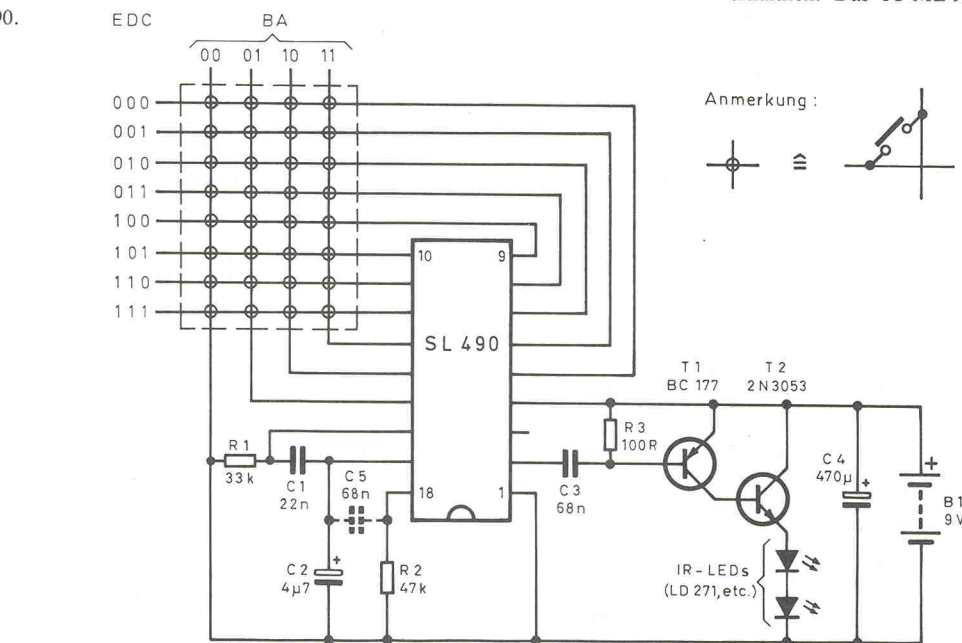 90.
EDC
BA
00 01 10 11
000
001
010
011
100
101
110
111
Anmerkung :
≙
10
9
SL 490
18
1
R1
33k
C1
22n
C5
68n
C2
4µ7
+
R2
47k
C3
68n
R3
100R
T1
BC 177
T2
2N3053
C4
470µ
+
IR-LEDs
(LD 271,etc.)
+
B1